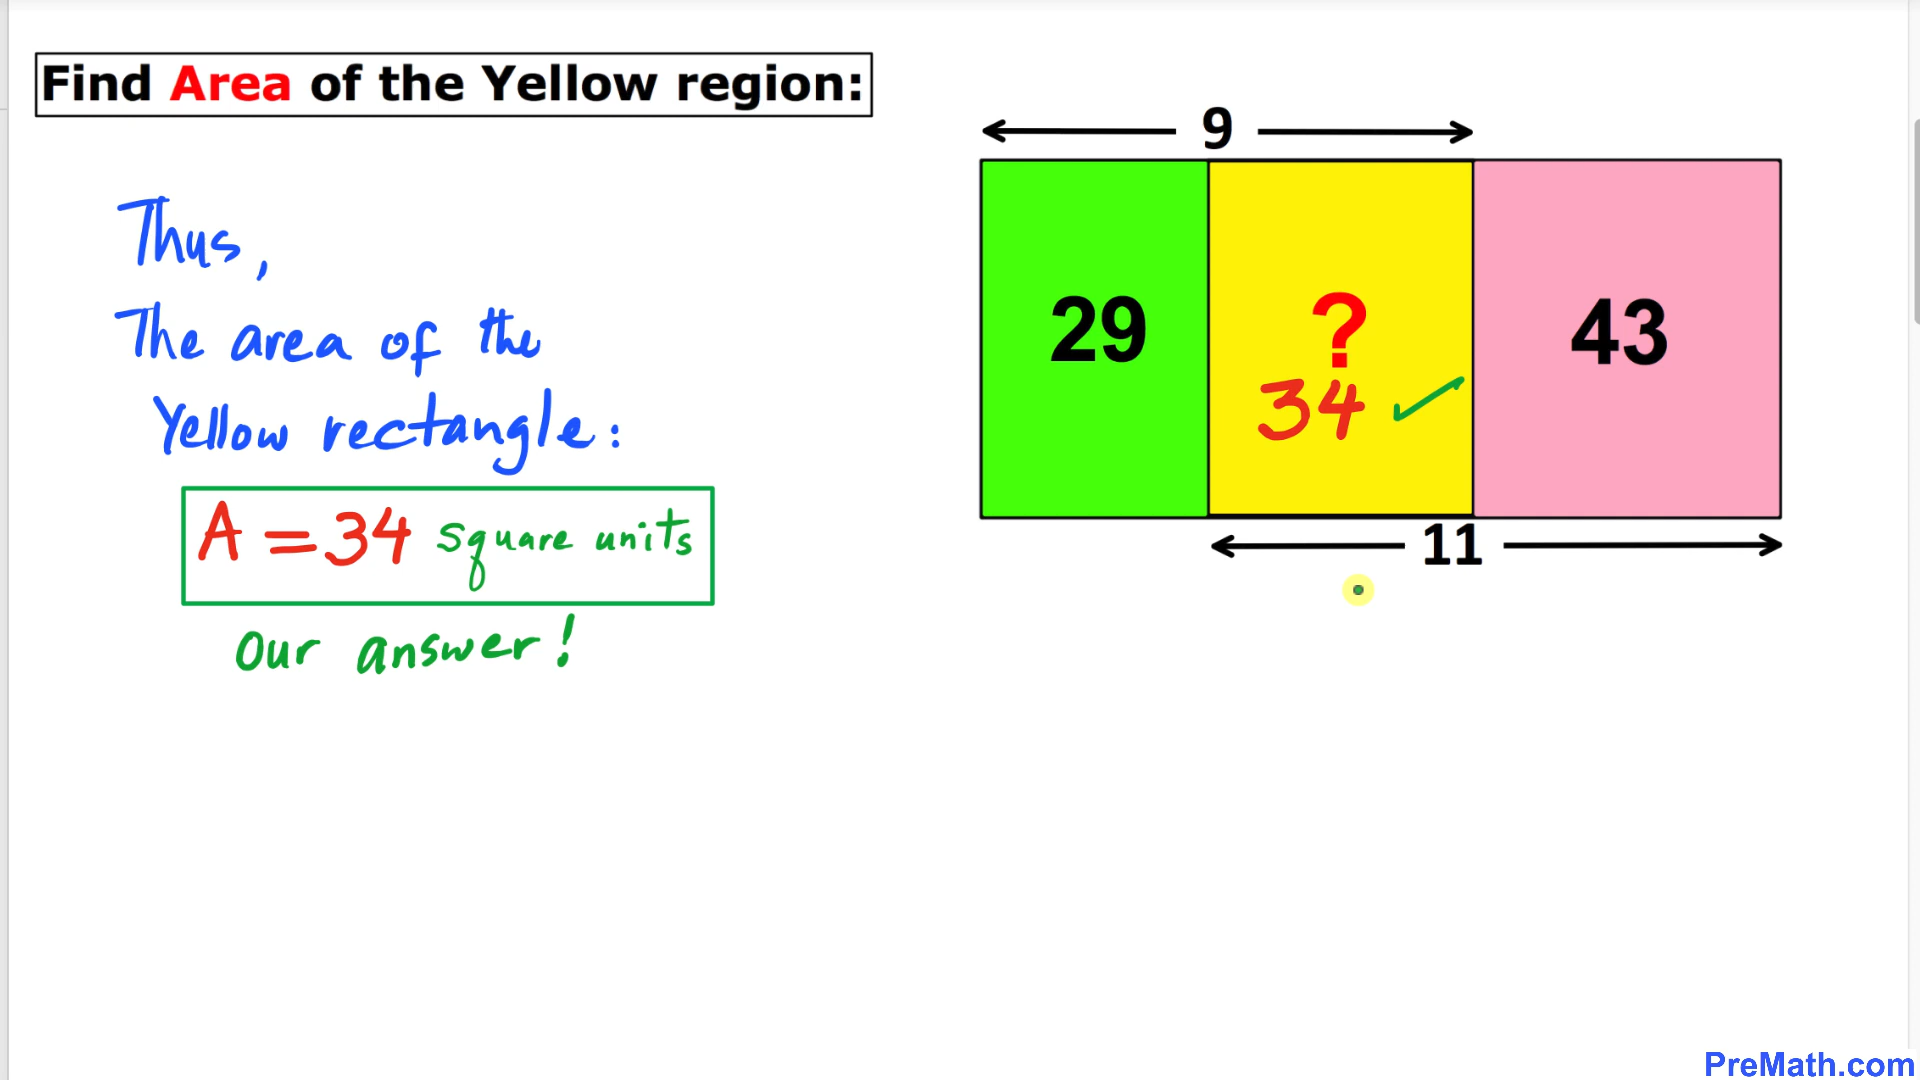 Find Area of the Yellow region:
Thus,
The area of the
Yellow rectangle:
A = 34 square units
our answer!
9
29
?
34
43
11
PreMath.com